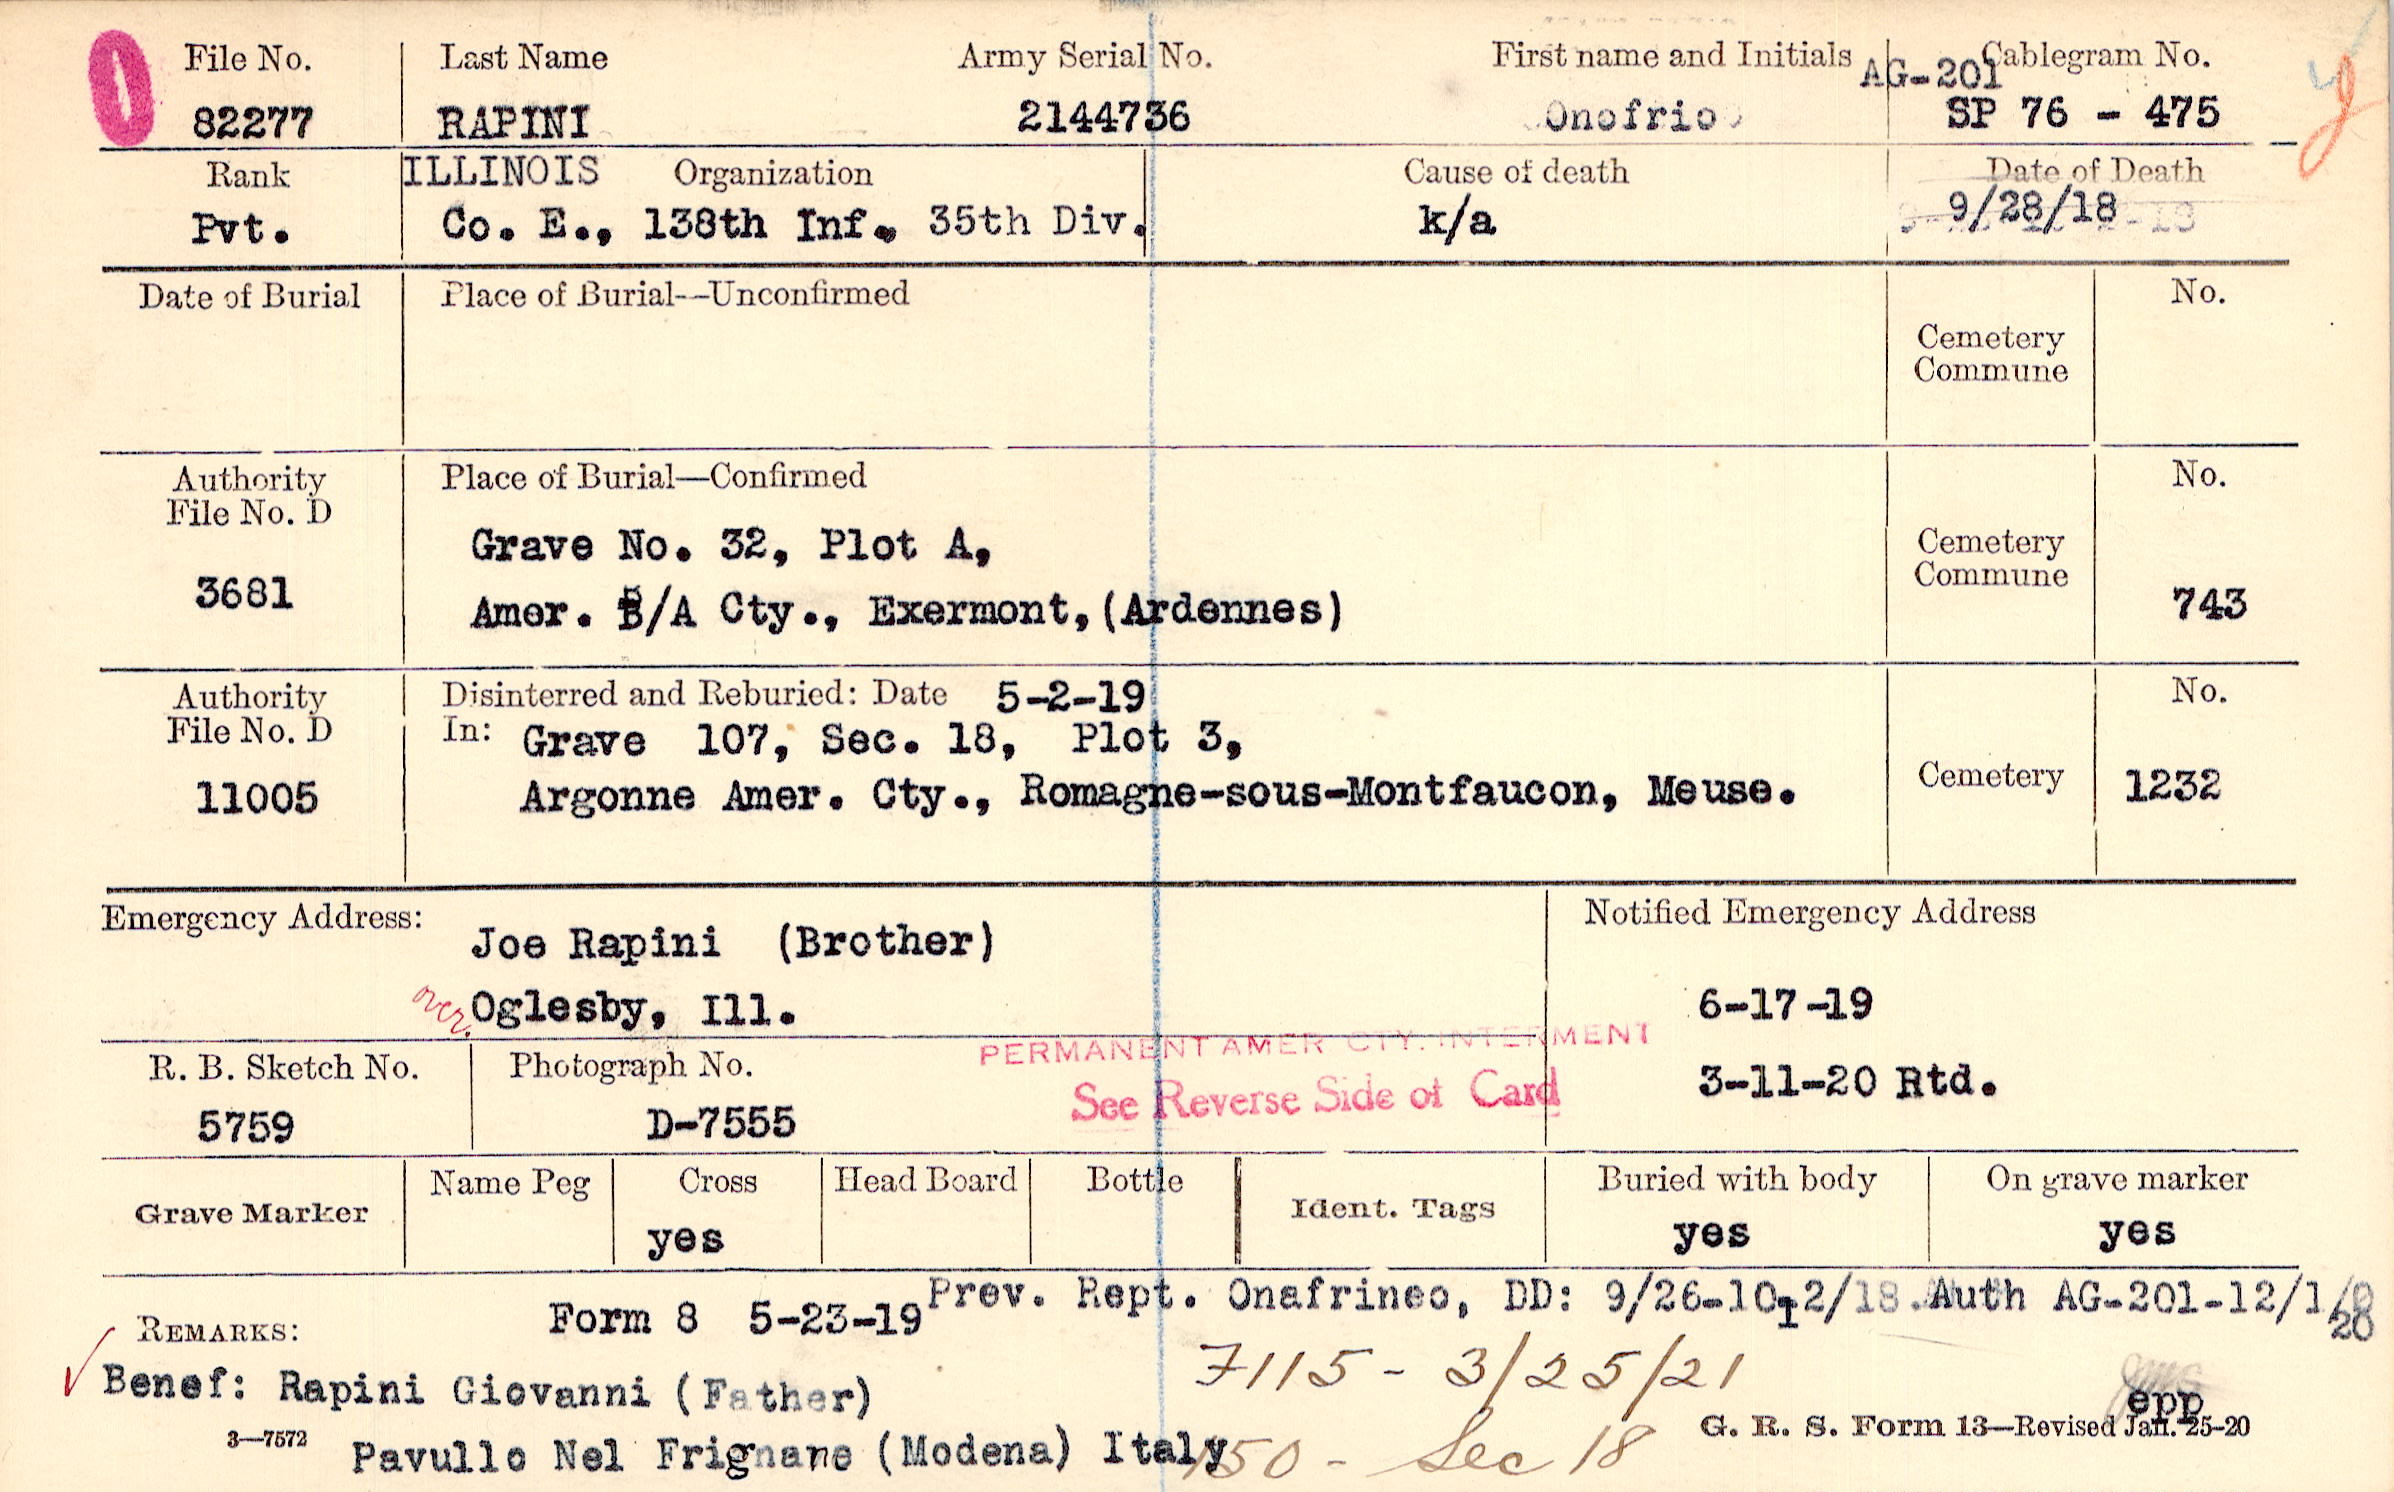 File No. Last Name Army Serial No. First name and Initials Cablegram No.
AG-201
82277 RAPINI 2144736 Onofrio SP 76 - 475
Rank ILLINOIS Organization Cause of death Date of Death
Pvt. Co. E., 138th Inf. 35th Div. k/a 9/28/18
Date of Burial Place of Burial--Unconfirmed No.
Cemetery
Commune
Authority Place of Burial—Confirmed No.
File No. D
Grave No. 32, Plot A, Cemetery
3681 Amer. B/A Cty., Exermont, (Ardennes) Commune 743
Authority Disinterred and Reburied: Date 5-2-19 No.
File No. D In: Grave 107, Sec. 18, Plot 3,
11005 Argonne Amer. Cty., Romagne-sous-Montfaucon, Meuse. Cemetery 1232
Emergency Address: Notified Emergency Address
Joe Rapini (Brother)
over. Oglesby, Ill. 6-17-19
PERMANENT AMER CTY. INTERMENT
R. B. Sketch No. Photograph No. See Reverse Side of Card 3-11-20 Rtd.
5759 D-7555
Grave Marker Name Peg Cross Head Board Bottle Ident. Tags Buried with body On grave marker
yes yes yes
Prev. Rept. Onafrineo, DD: 9/26-10-2/18. Auth AG-201-12/1/20
REMARKS: Form 8 5-23-19
Benef: Rapini Giovanni (Father) 7115 - 3/25/21
epp
3—7572 Pavullo Nel Frignane (Modena) Italy 150 - Sec 18 G. R. S. Form 13—Revised Jan. 25-20